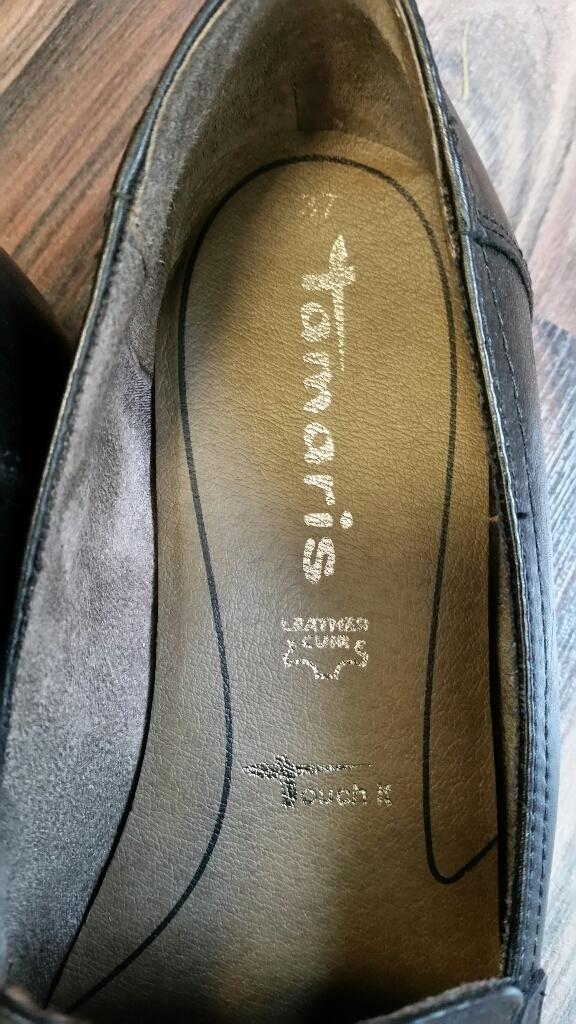 37
Tamaris
LEATHER
CUIR
Touch it